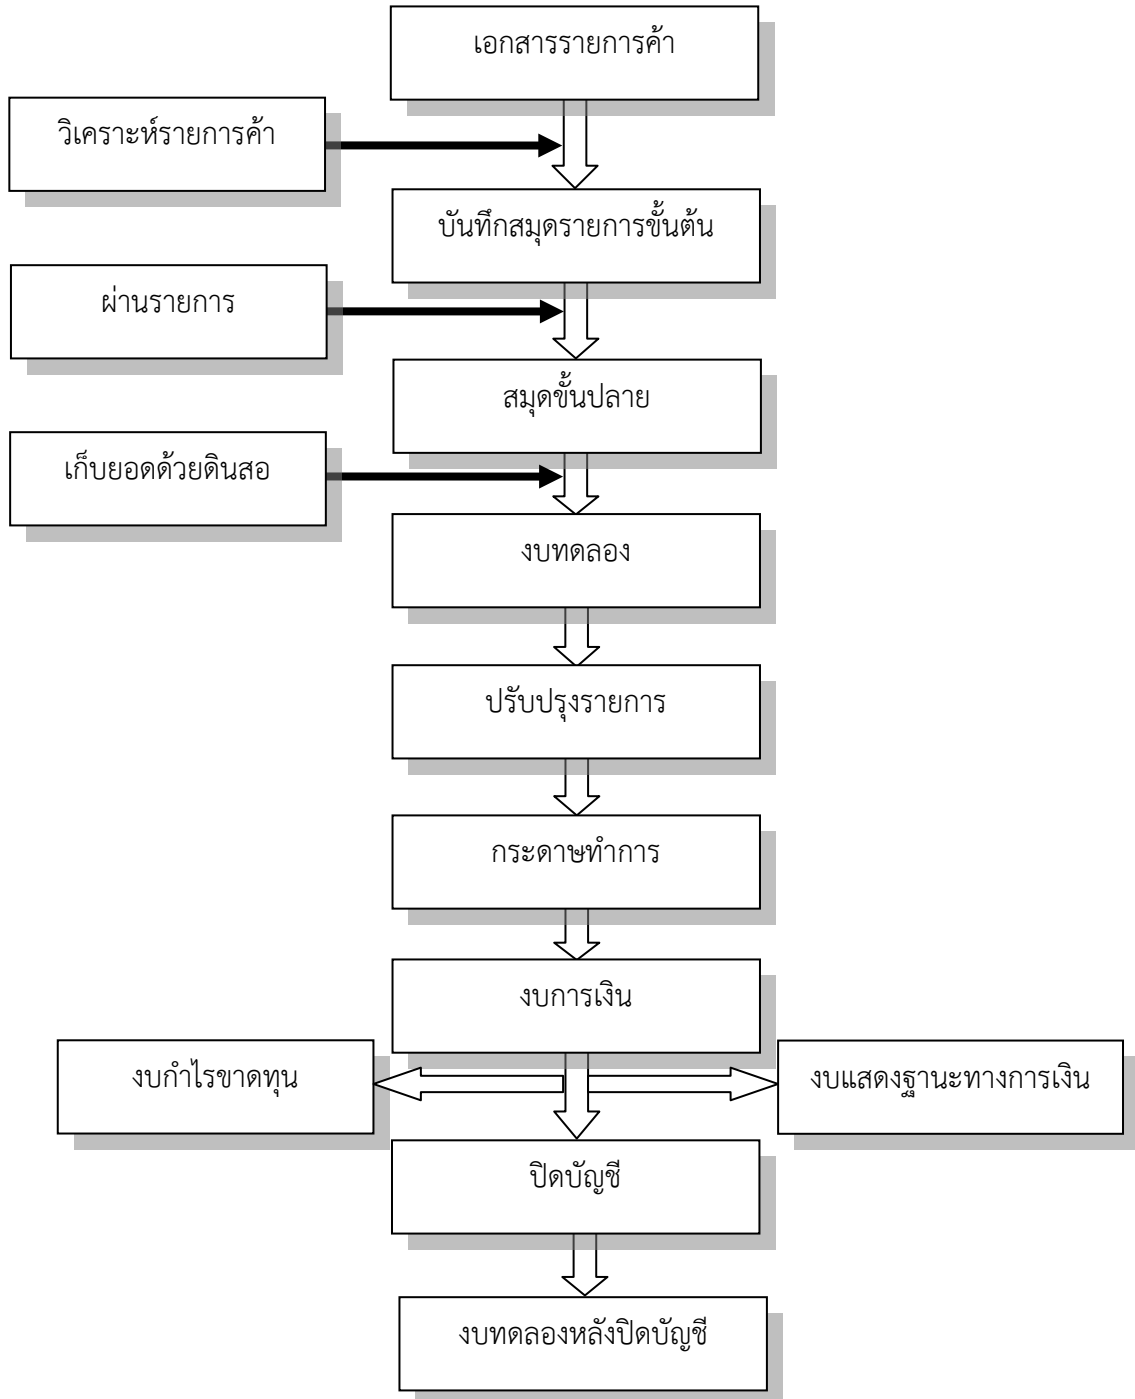 เอกสารรายการค้า
วิเคราะห์รายการค้า
บันทึกสมุดรายการขั้นต้น
ผ่านรายการ
สมุดขั้นปลาย
เก็บยอดด้วยดินสอ
งบทดลอง
ปรับปรุงรายการ
กระดาษทำการ
งบการเงิน
งบกำไรขาดทุน
งบแสดงฐานะทางการเงิน
ปิดบัญชี
งบทดลองหลังปิดบัญชี